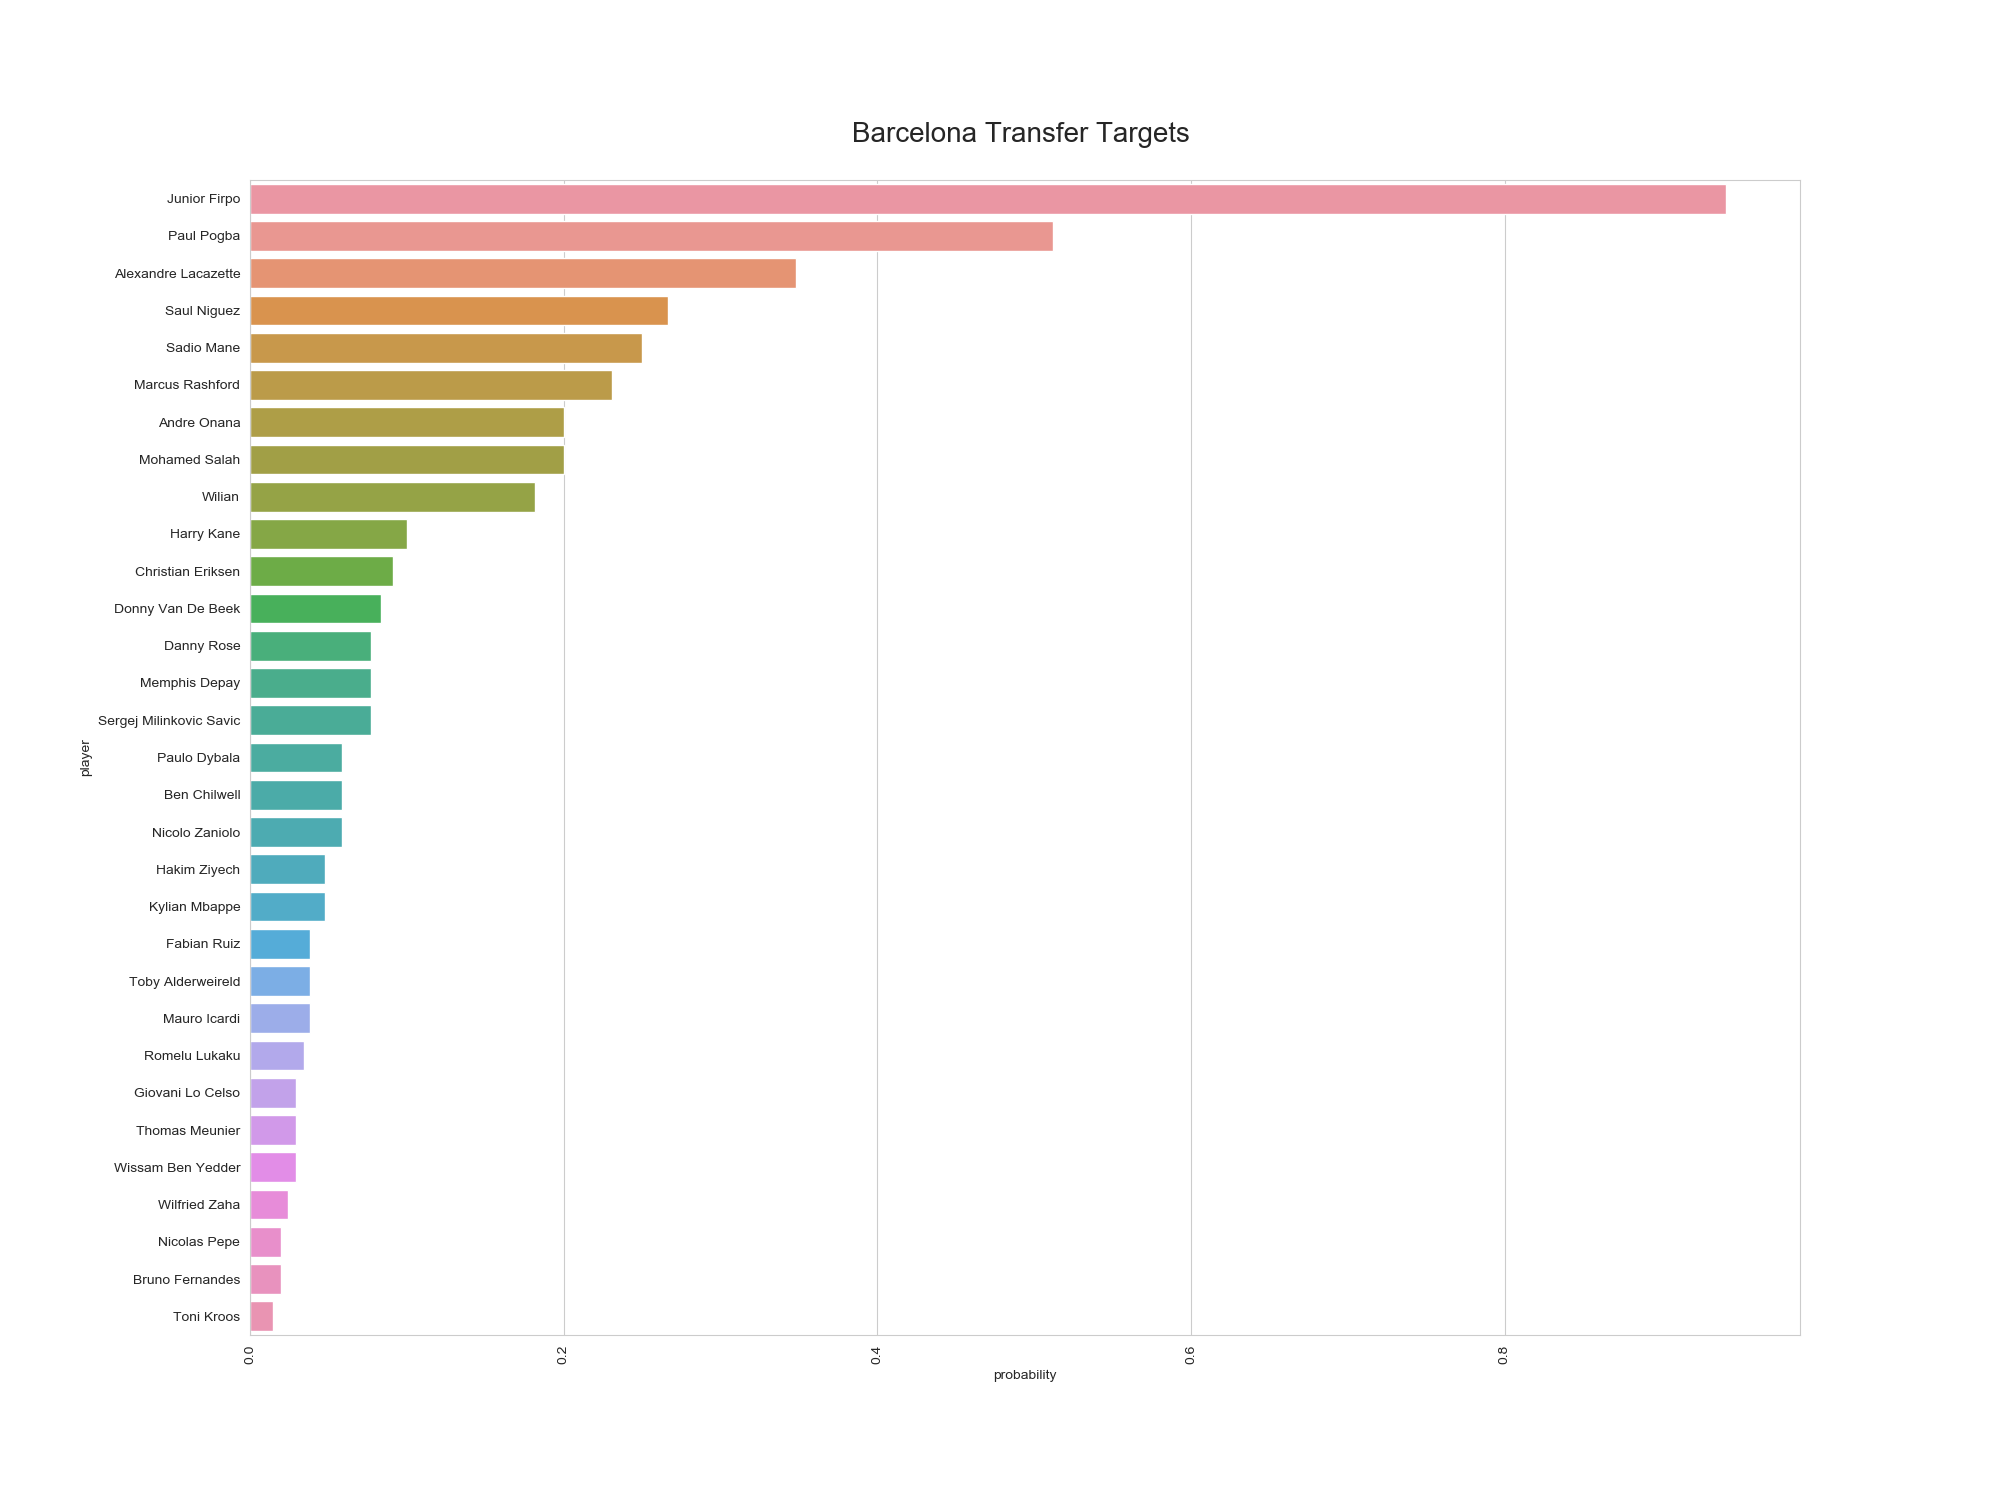 Barcelona Transfer Targets
Junior Firpo
Paul Pogba
Alexandre Lacazette
Saul Niguez
Sadio Mane
Marcus Rashford
Andre Onana
Mohamed Salah
Wilian
Harry Kane
Christian Eriksen
Donny Van De Beek
Danny Rose
Memphis Depay
Sergej Milinkovic Savic
Paulo Dybala
Ben Chilwell
Nicolo Zaniolo
Hakim Ziyech
Kylian Mbappe
Fabian Ruiz
Toby Alderweireld
Mauro Icardi
Romelu Lukaku
Giovani Lo Celso
Thomas Meunier
Wissam Ben Yedder
Wilfried Zaha
Nicolas Pepe
Bruno Fernandes
Toni Kroos
player
0.0
0.2
0.4
0.6
0.8
probability